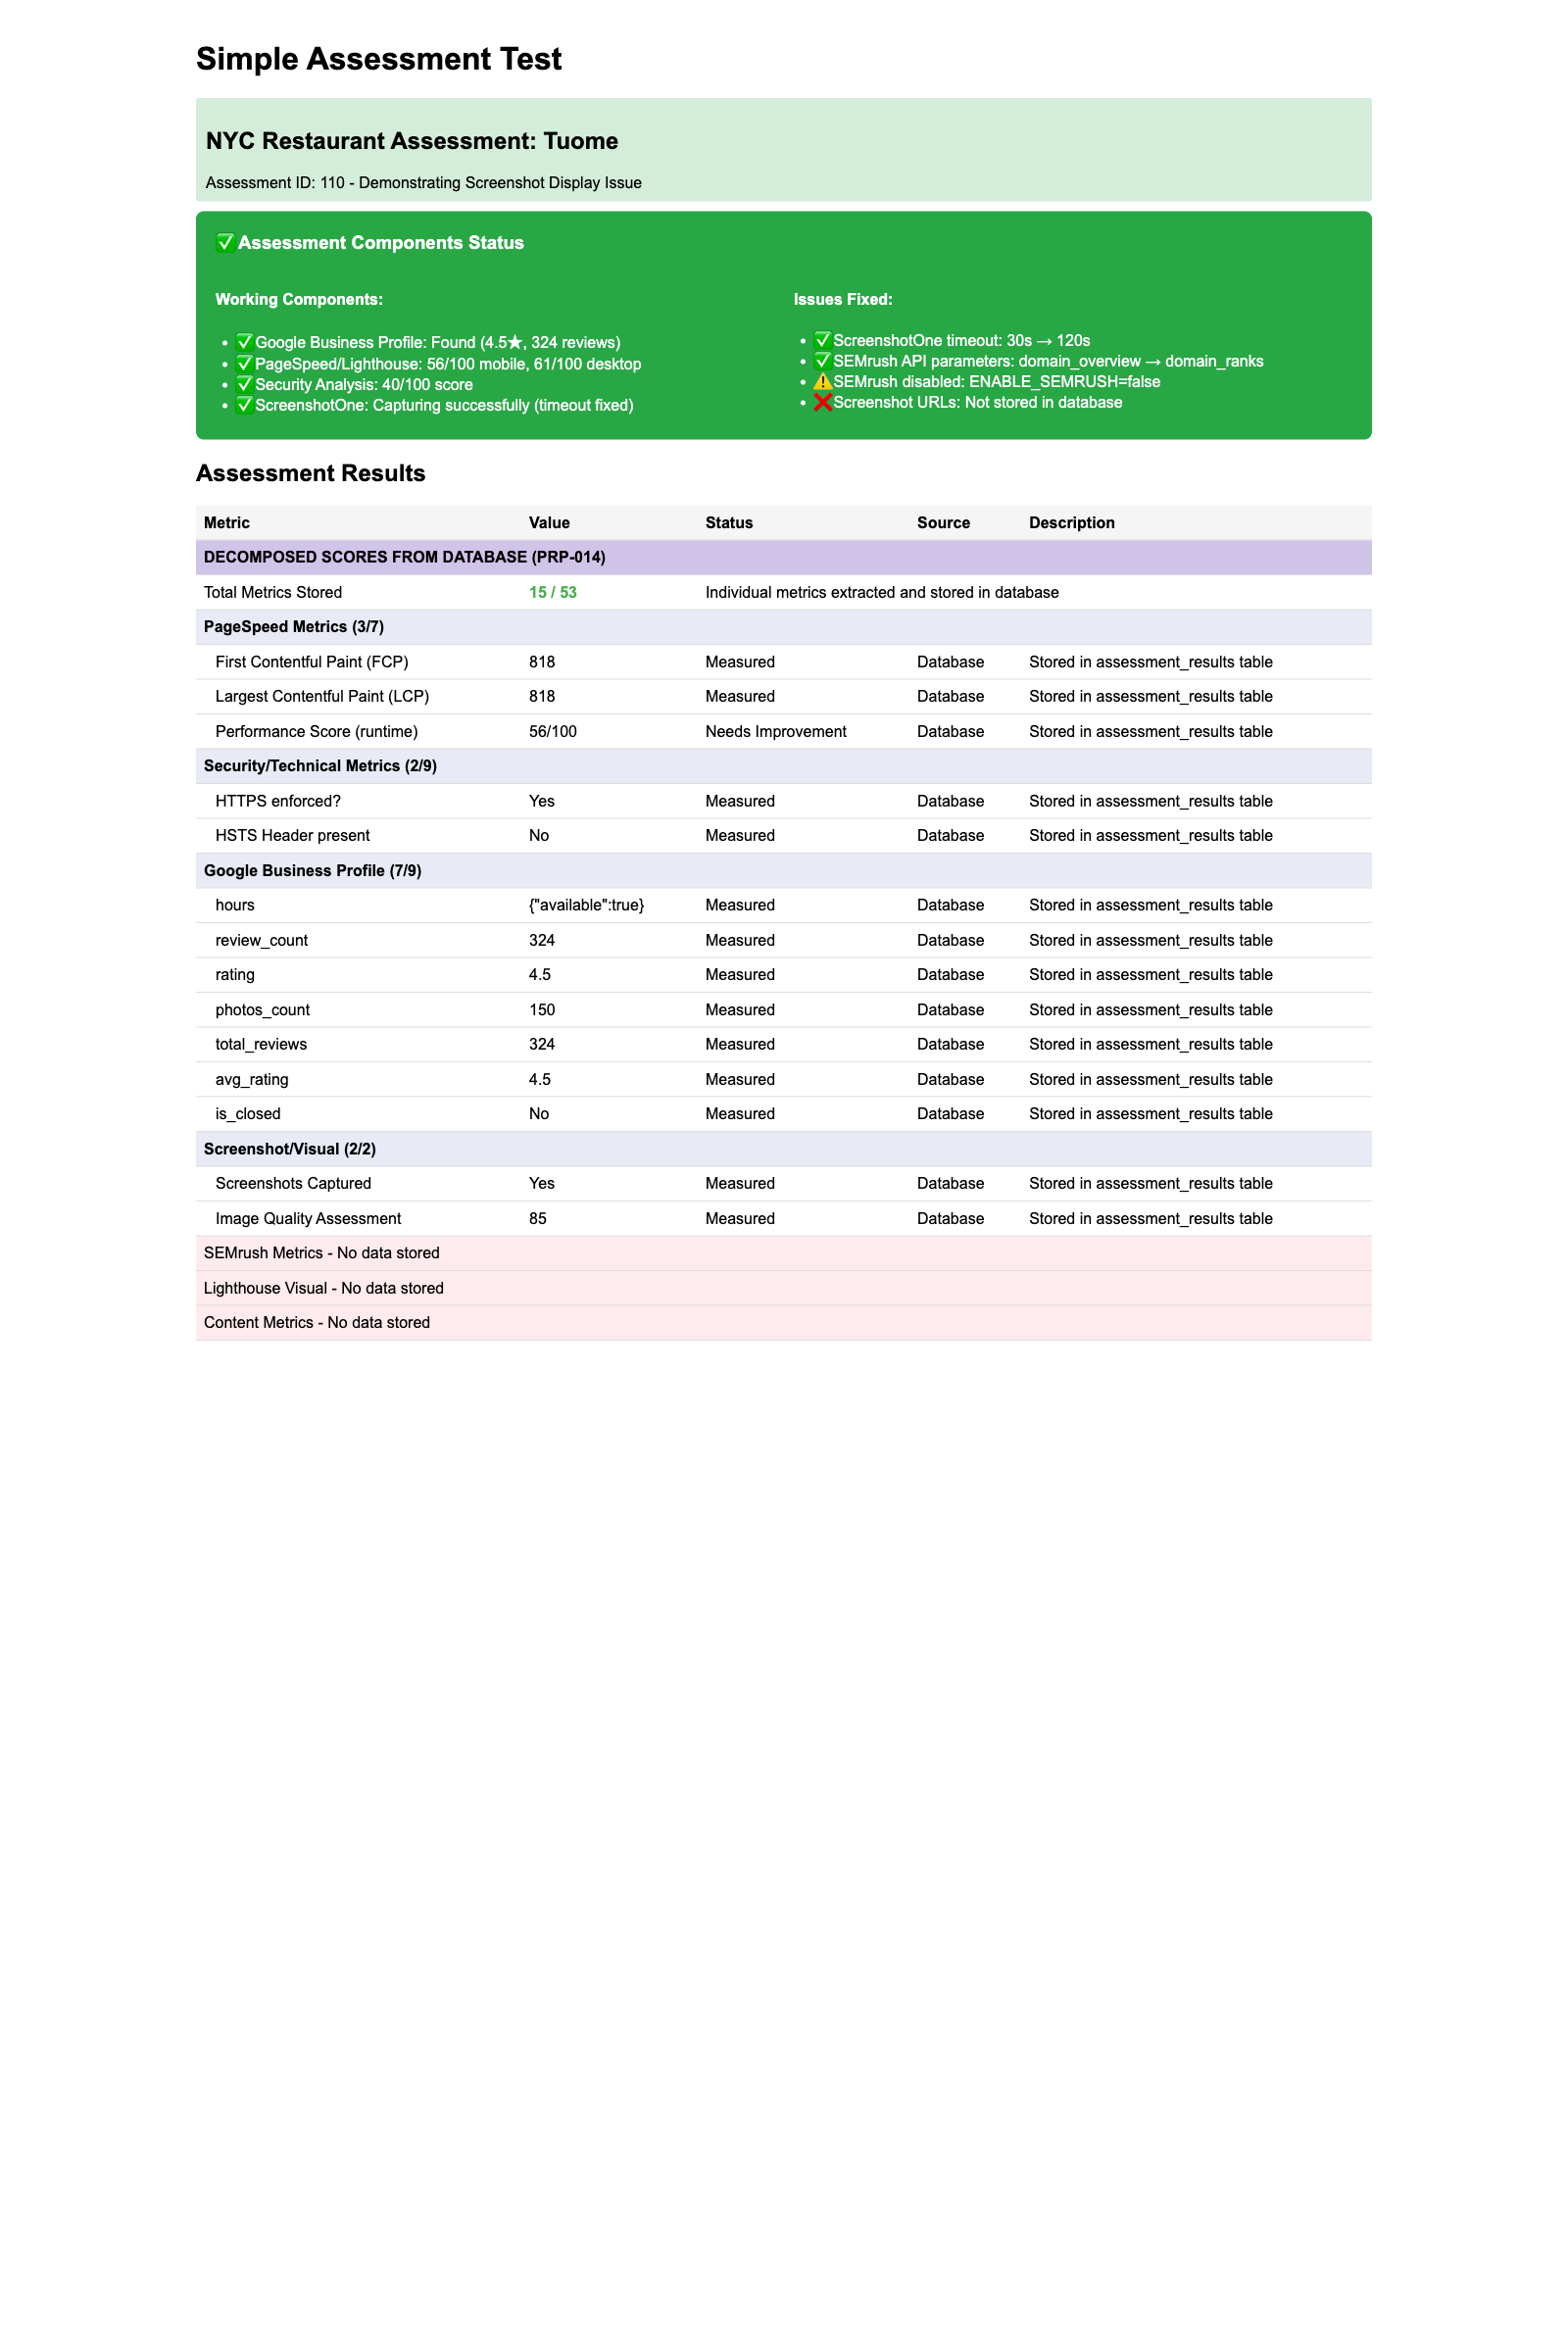 Simple Assessment Test
NYC Restaurant Assessment: Tuome
Assessment ID: 110 - Demonstrating Screenshot Display Issue
✅Assessment Components Status
Working Components:
• ✅Google Business Profile: Found (4.5★, 324 reviews)
• ✅PageSpeed/Lighthouse: 56/100 mobile, 61/100 desktop
• ✅Security Analysis: 40/100 score
• ✅ScreenshotOne: Capturing successfully (timeout fixed)
Issues Fixed:
• ✅ScreenshotOne timeout: 30s → 120s
• ✅SEMrush API parameters: domain_overview → domain_ranks
• ⚠️SEMrush disabled: ENABLE_SEMRUSH=false
• ❌Screenshot URLs: Not stored in database
Assessment Results
Metric Value Status Source Description
DECOMPOSED SCORES FROM DATABASE (PRP-014)
Total Metrics Stored 15 / 53 Individual metrics extracted and stored in database
PageSpeed Metrics (3/7)
First Contentful Paint (FCP) 818 Measured Database Stored in assessment_results table
Largest Contentful Paint (LCP) 818 Measured Database Stored in assessment_results table
Performance Score (runtime) 56/100 Needs Improvement Database Stored in assessment_results table
Security/Technical Metrics (2/9)
HTTPS enforced? Yes Measured Database Stored in assessment_results table
HSTS Header present No Measured Database Stored in assessment_results table
Google Business Profile (7/9)
hours {"available":true} Measured Database Stored in assessment_results table
review_count 324 Measured Database Stored in assessment_results table
rating 4.5 Measured Database Stored in assessment_results table
photos_count 150 Measured Database Stored in assessment_results table
total_reviews 324 Measured Database Stored in assessment_results table
avg_rating 4.5 Measured Database Stored in assessment_results table
is_closed No Measured Database Stored in assessment_results table
Screenshot/Visual (2/2)
Screenshots Captured Yes Measured Database Stored in assessment_results table
Image Quality Assessment 85 Measured Database Stored in assessment_results table
SEMrush Metrics - No data stored
Lighthouse Visual - No data stored
Content Metrics - No data stored